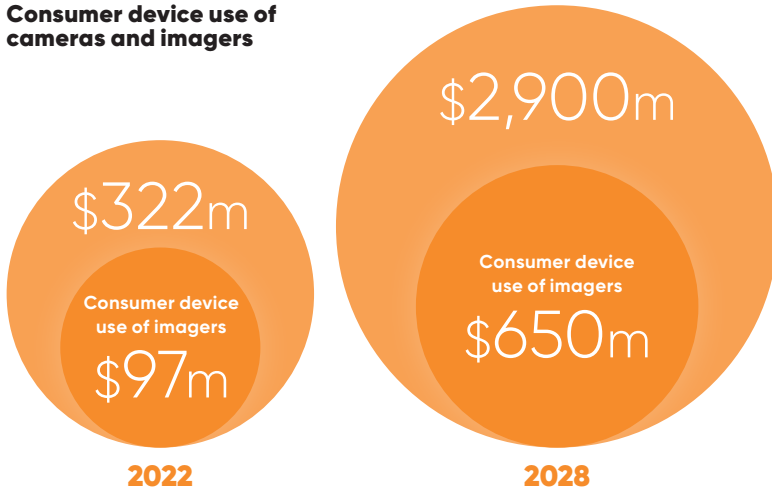 Consumer device use of
cameras and imagers
$322m
Consumer device
use of imagers
$97m
2022
$2,900m
Consumer device
use of imagers
$650m
2028